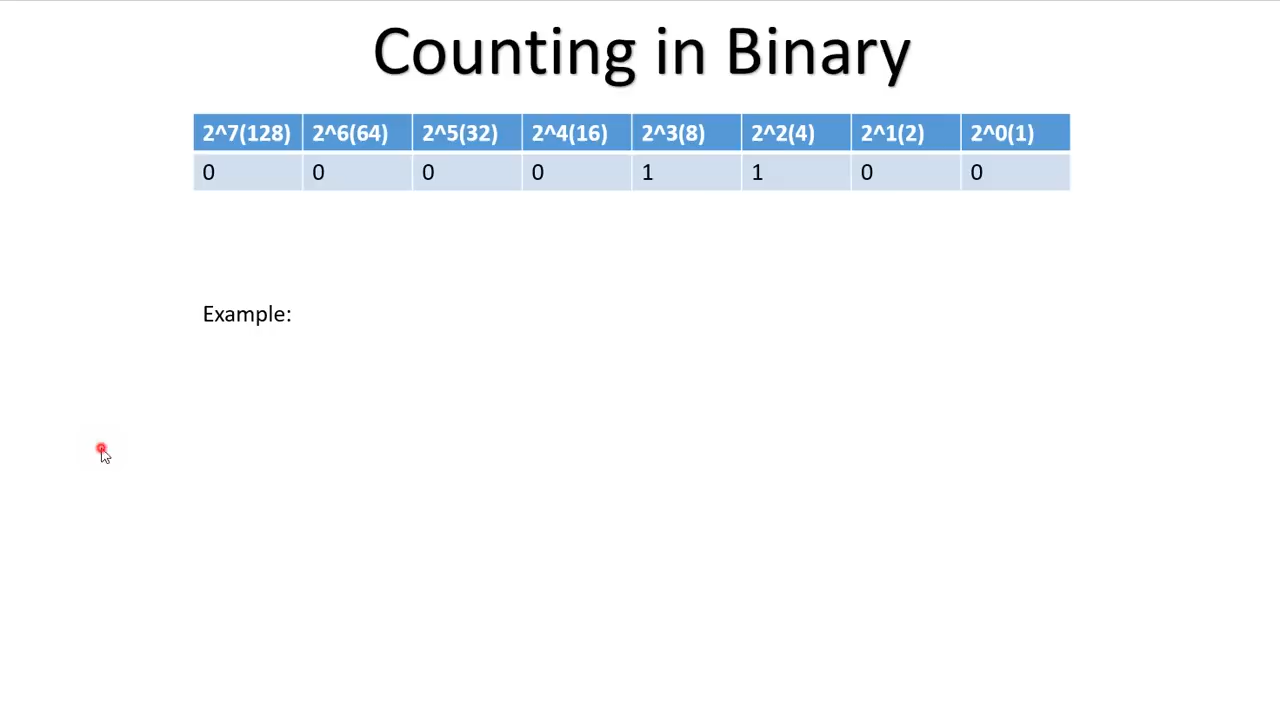 Counting in Binary
2^7(128) 2^6(64) 2^5(32) 2^4(16) 2^3(8) 2^2(4) 2^1(2) 2^0(1)
0 0 0 0 1 1 0 0
Example: